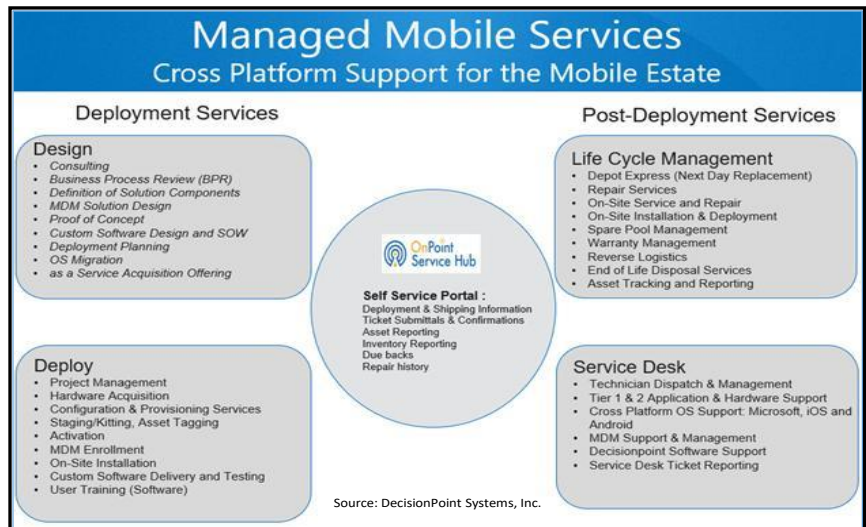 Managed Mobile Services
Cross Platform Support for the Mobile Estate
Deployment Services
Design
• Consulting
• Business Process Review (BPR)
• Definition of Solution Components
• MDM Solution Design
• Proof of Concept
• Custom Software Design and SOW
• Deployment Planning
• OS Migration
• as a Service Acquisition Offering
Deploy
• Project Management
• Hardware Acquisition
• Configuration & Provisioning Services
• Staging/Kitting, Asset Tagging
• Activation
• MDM Enrollment
• On-Site Installation
• Custom Software Delivery and Testing
• User Training (Software)
OnPoint
Service Hub
Self Service Portal :
Deployment & Shipping Information
Ticket Submittals & Confirmations
Asset Reporting
Inventory Reporting
Due backs
Repair history
Post-Deployment Services
Life Cycle Management
• Depot Express (Next Day Replacement)
• Repair Services
• On-Site Service and Repair
• On-Site Installation & Deployment
• Spare Pool Management
• Warranty Management
• Reverse Logistics
• End of Life Disposal Services
• Asset Tracking and Reporting
Service Desk
• Technician Dispatch & Management
• Tier 1 & 2 Application & Hardware Support
• Cross Platform OS Support: Microsoft, iOS and
Android
• MDM Support & Management
• Decisionpoint Software Support
• Service Desk Ticket Reporting
Source: DecisionPoint Systems, Inc.